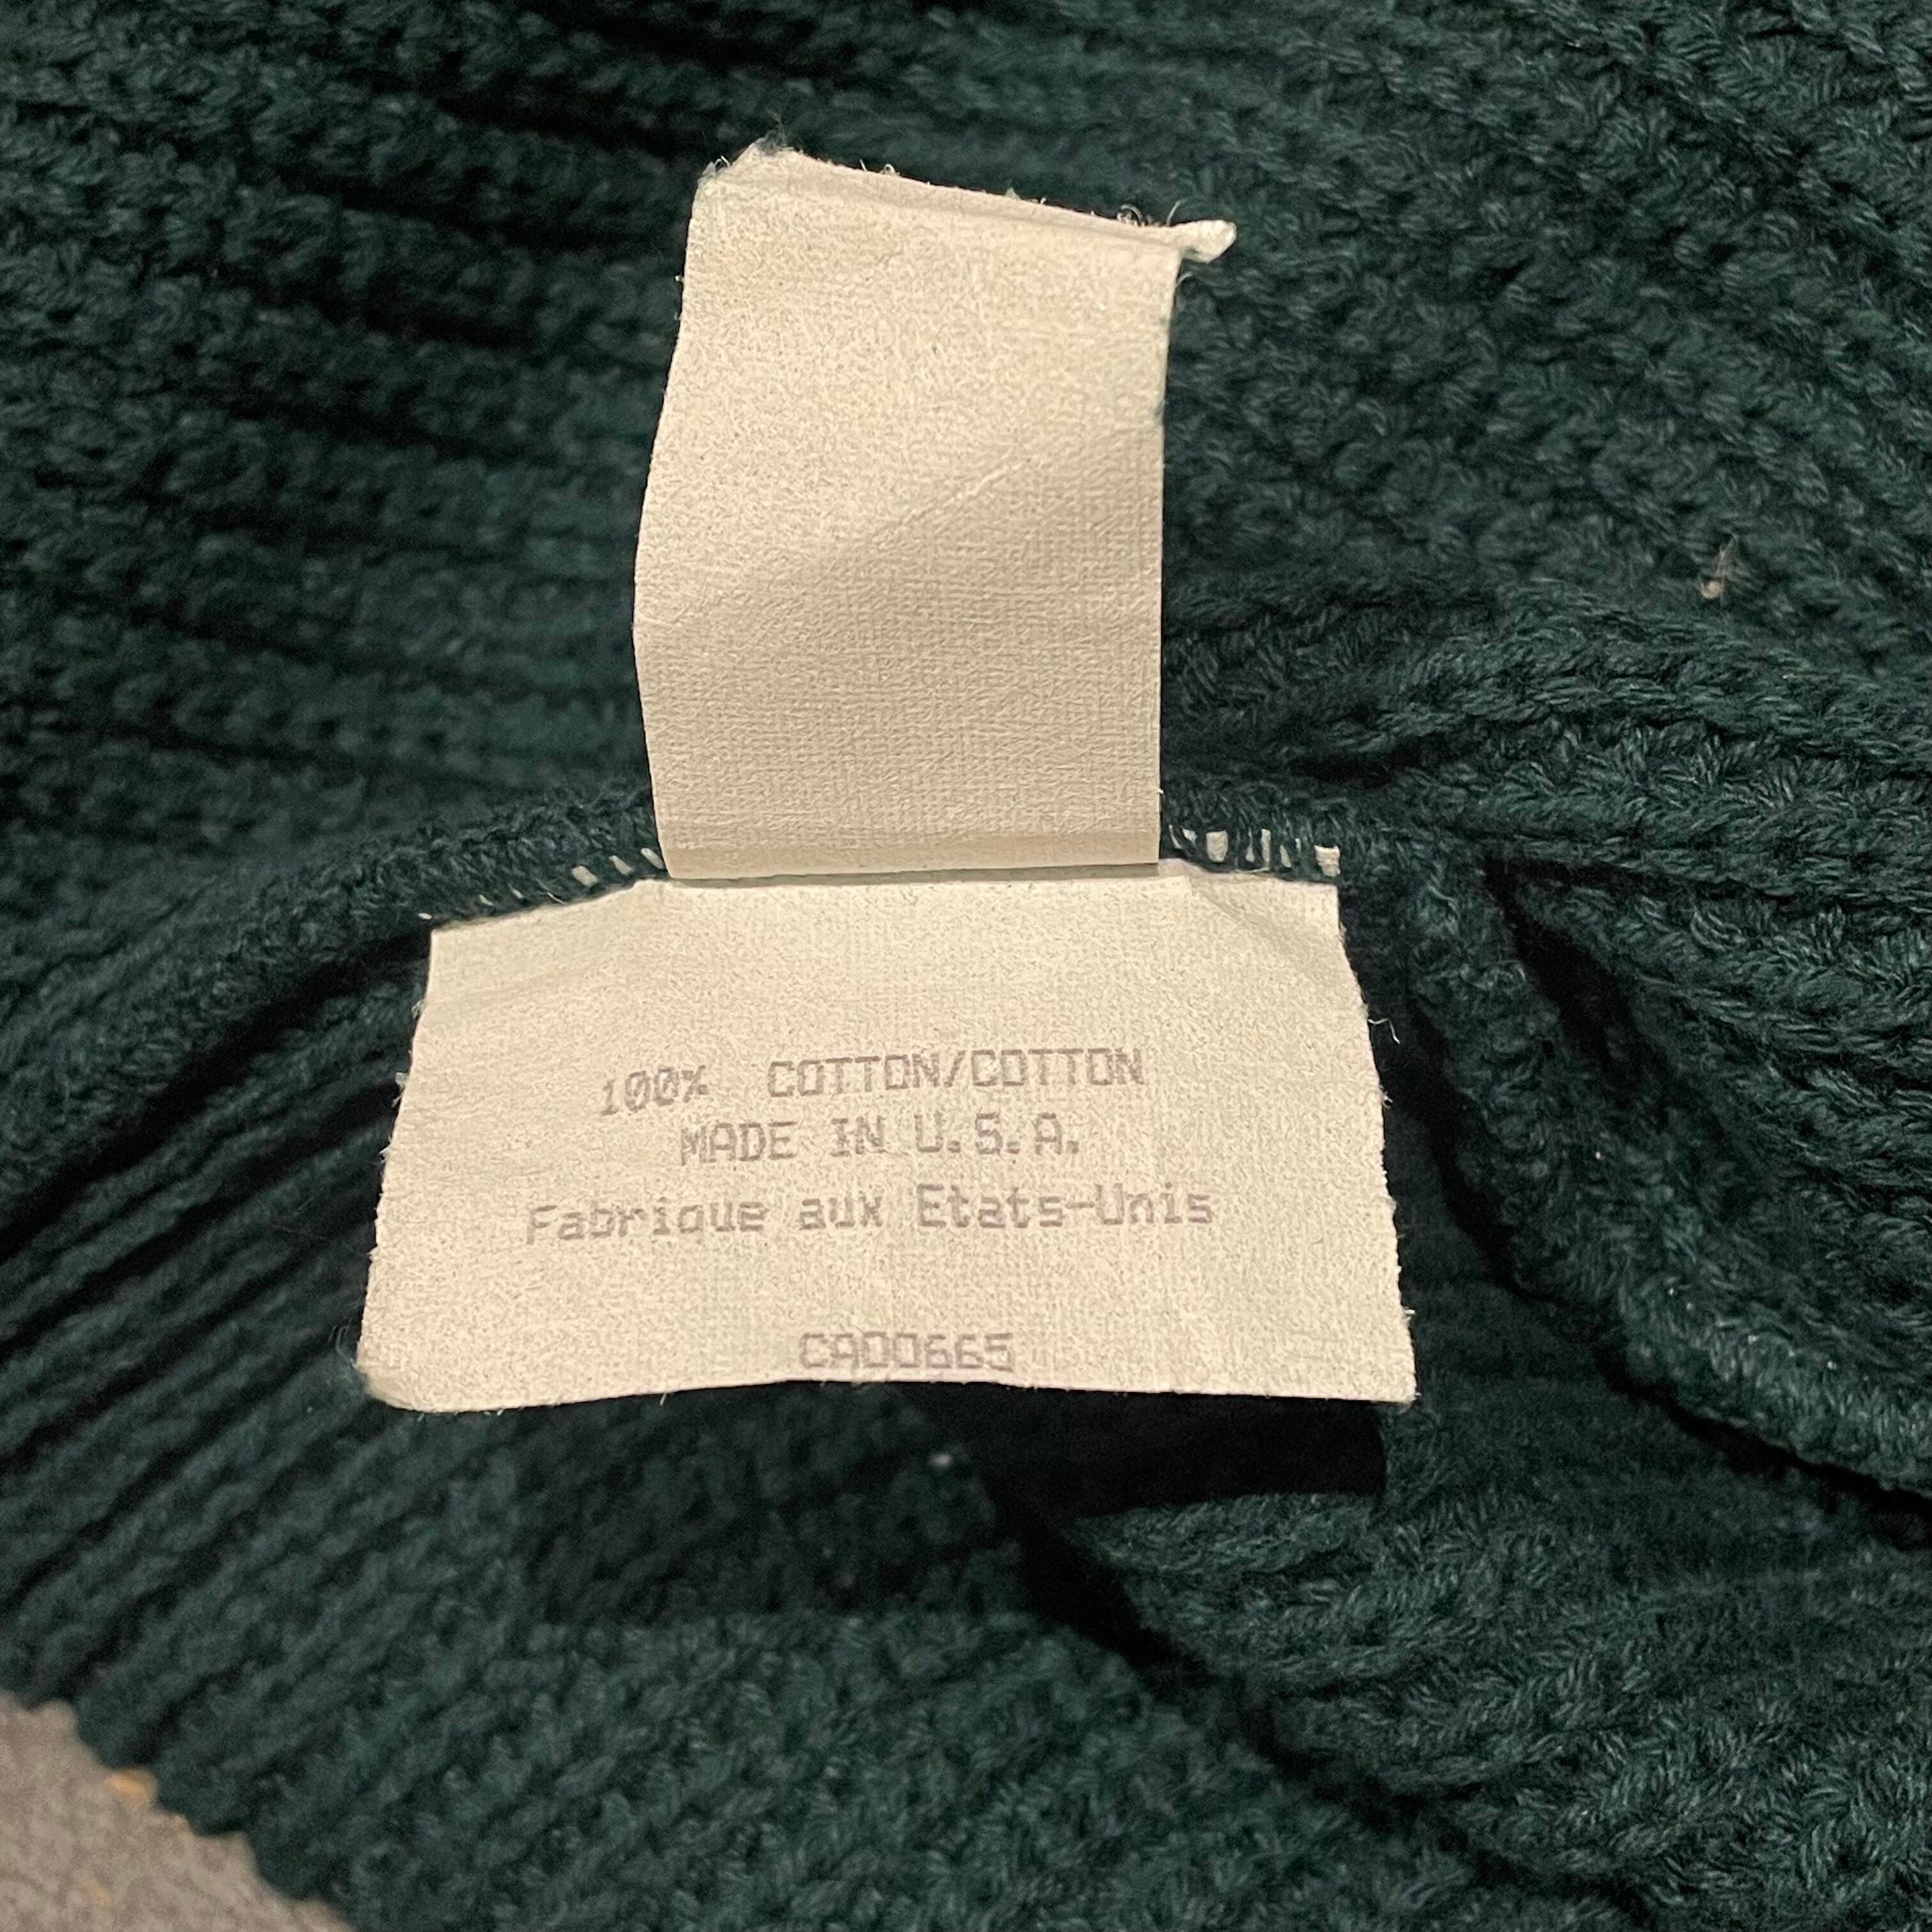 100% COTTON/COTTON
MADE IN U.S.A.
Fabrique aux Etats-Unis
CA00665